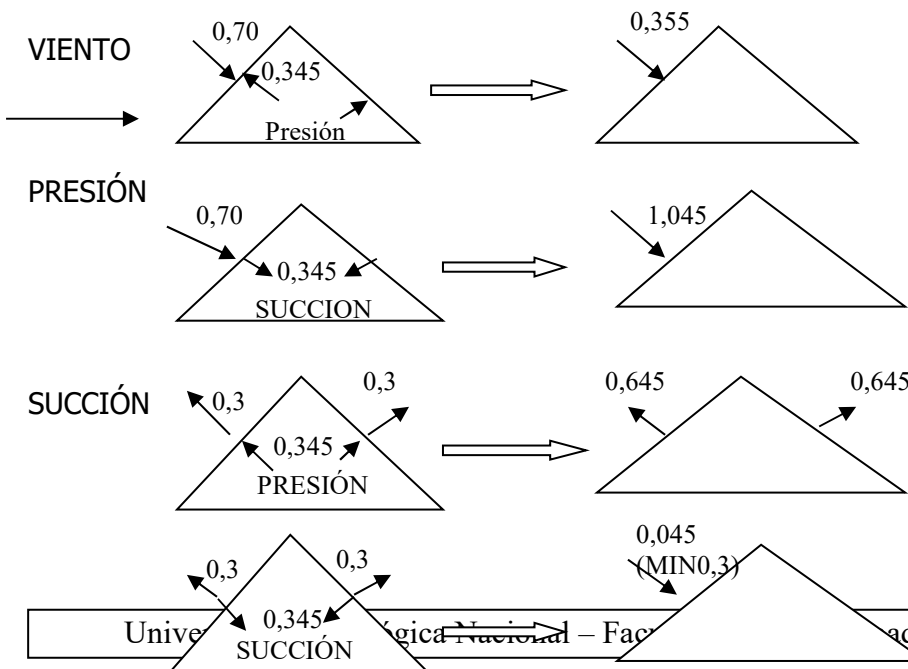 VIENTO
0,70
0,345
Presión
0,355
PRESIÓN
0,70
0,345
SUCCION
1,045
SUCCIÓN
0,3
0,3
0,345
PRESIÓN
0,645
0,645
0,3
0,3
0,345
SUCCIÓN
0,045
(MIN0,3)
Nacional –